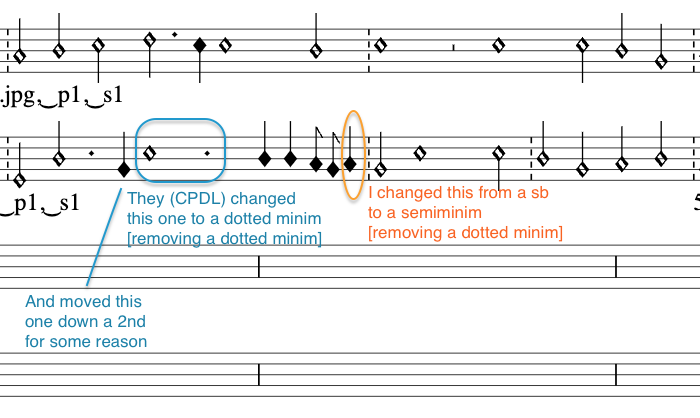 .jpg,‿p1,‿s1
‿p1,‿s1
They (CPDL) changed
this one to a dotted minim
[removing a dotted minim]
I changed this from a sb
to a semiminim
[removing a dotted minim]
5
And moved this
one down a 2nd
for some reason